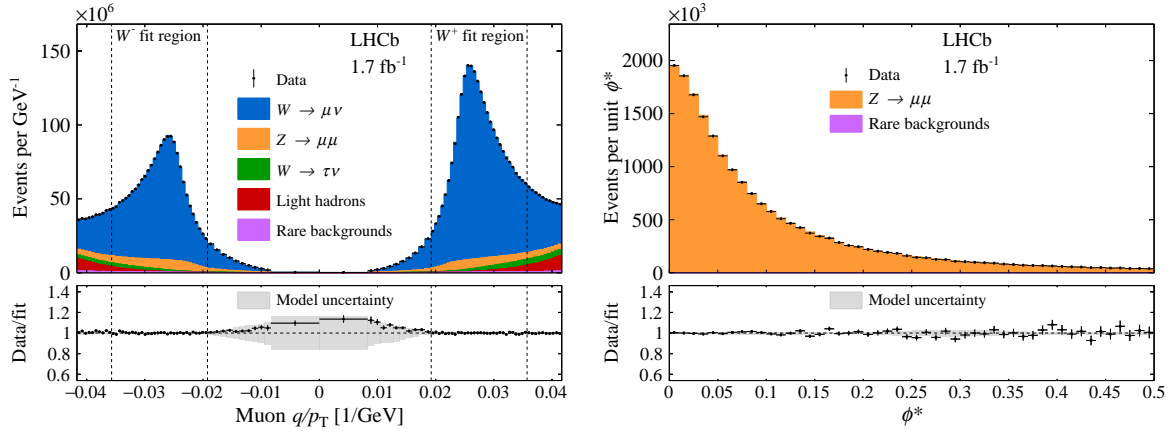 ×10⁶
Events per GeV⁻¹
150
100
50
0
W⁻ fit region
W⁺ fit region
LHCb
1.7 fb⁻¹
Data
W → μν
Z → μμ
W → τν
Light hadrons
Rare backgrounds
Data/fit
1.4
1.2
1
0.8
0.6
Model uncertainty
−0.04 −0.03 −0.02 −0.01 0 0.01 0.02 0.03 0.04
Muon q/pT [1/GeV]
×10³
Events per unit ϕ*
2000
1500
1000
500
0
LHCb
1.7 fb⁻¹
Data
Z → μμ
Rare backgrounds
Data/fit
1.4
1.2
1
0.8
0.6
Model uncertainty
0 0.05 0.1 0.15 0.2 0.25 0.3 0.35 0.4 0.45 0.5
ϕ*